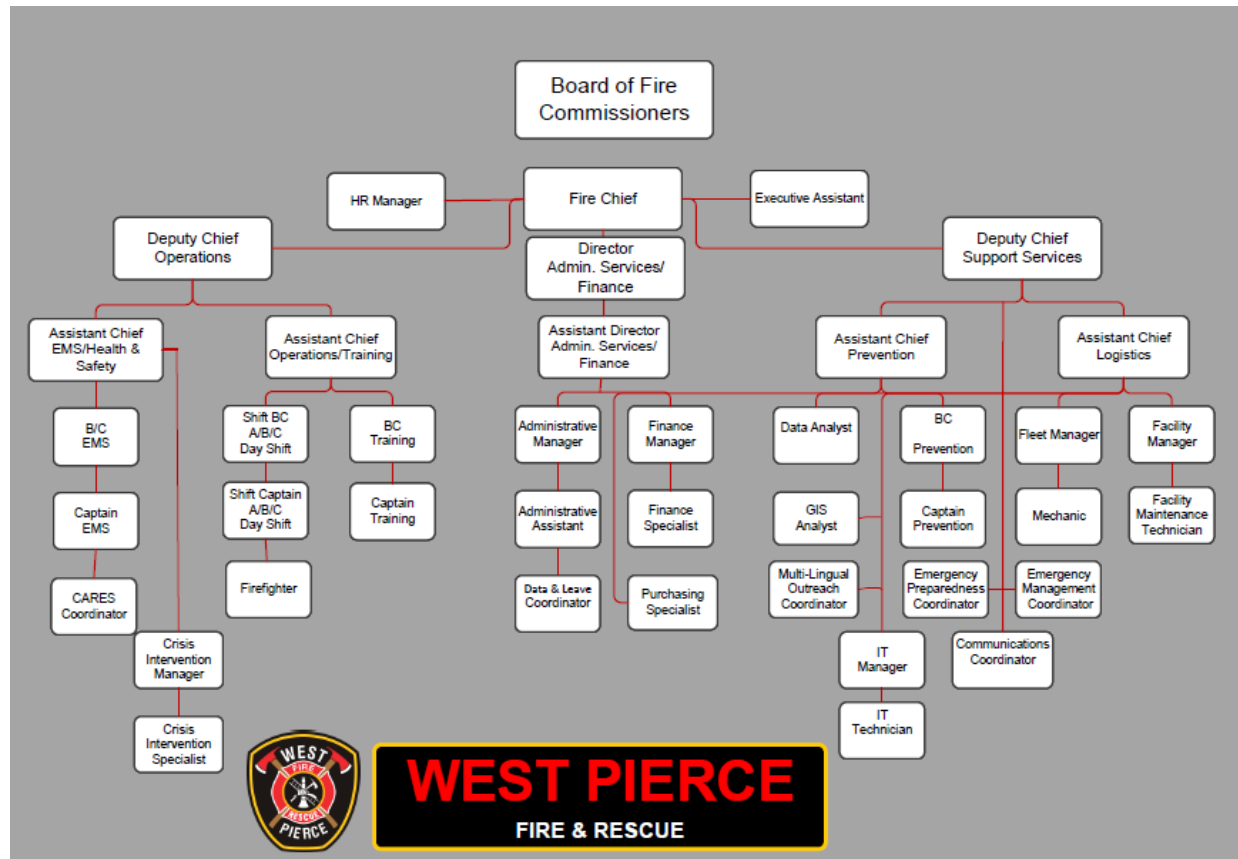 Board of Fire
Commissioners
HR Manager
Fire Chief
Executive Assistant
Deputy Chief
Operations
Director
Admin. Services/
Finance
Deputy Chief
Support Services
Assistant Chief
EMS/Health &
Safety
Assistant Chief
Operations/Training
Assistant Director
Admin. Services/
Finance
Assistant Chief
Prevention
Assistant Chief
Logistics
B/C
EMS
Shift BC
A/B/C
Day Shift
BC
Training
Administrative
Manager
Finance
Manager
Data Analyst
BC
Prevention
Fleet Manager
Facility
Manager
Captain
EMS
Shift Captain
A/B/C
Day Shift
Captain
Training
Administrative
Assistant
Finance
Specialist
GIS
Analyst
Captain
Prevention
Mechanic
Facility
Maintenance
Technician
CARES
Coordinator
Firefighter
Data & Leave
Coordinator
Purchasing
Specialist
Multi-Lingual
Outreach
Coordinator
Emergency
Preparedness
Coordinator
Emergency
Management
Coordinator
Crisis
Intervention
Manager
IT
Manager
Communications
Coordinator
Crisis
Intervention
Specialist
IT
Technician
WEST
FIRE
RESCUE
PIERCE
WEST PIERCE
FIRE & RESCUE